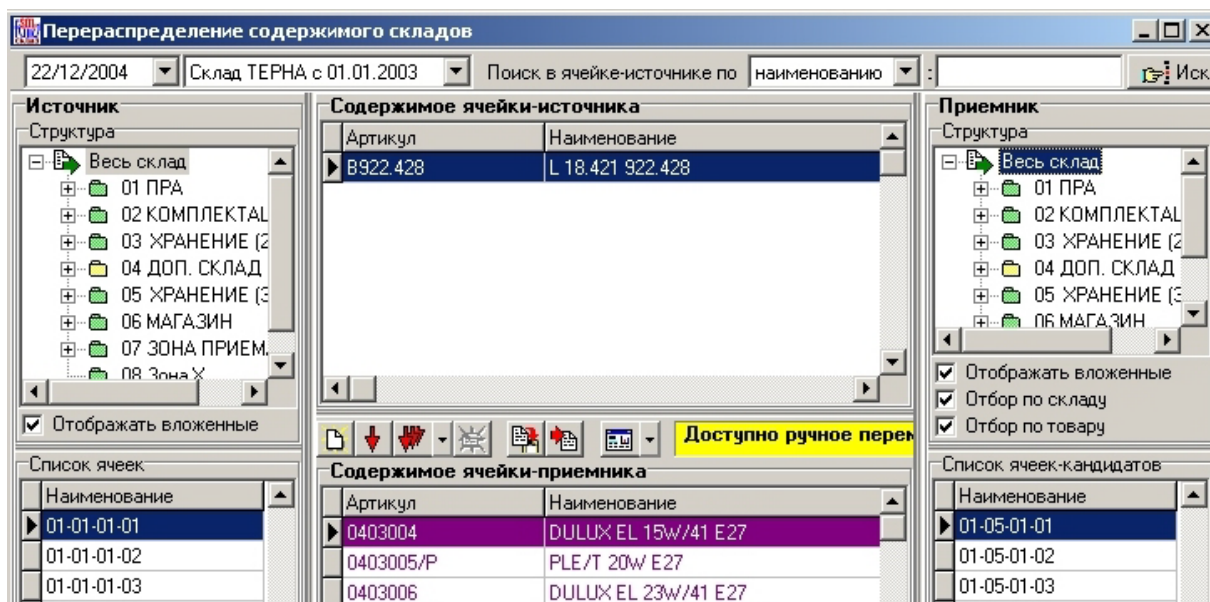 Перераспределение содержимого складов
22/12/2004 Склад ТЕРНА с 01.01.2003 Поиск в ячейке-источнике по наименованию : Иск
Источник
Структура
Весь склад
01 ПРА
02 КОМПЛЕКТАЦ
03 ХРАНЕНИЕ (2
04 ДОП. СКЛАД
05 ХРАНЕНИЕ (3
06 МАГАЗИН
07 ЗОНА ПРИЕМ.
08 Зона X
Отображать вложенные
Список ячеек
Наименование
01-01-01-01
01-01-01-02
01-01-01-03
Содержимое ячейки-источника
Артикул Наименование
B922.428 L 18.421 922.428
Доступно ручное перем
Содержимое ячейки-приемника
Артикул Наименование
0403004 DULUX EL 15W/41 E27
0403005/P PLE/T 20W E27
0403006 DULUX EL 23W/41 E27
Приемник
Структура
Весь склад
01 ПРА
02 КОМПЛЕКТАЦ
03 ХРАНЕНИЕ (2
04 ДОП. СКЛАД
05 ХРАНЕНИЕ (3
06 МАГАЗИН
Отображать вложенные
Отбор по складу
Отбор по товару
Список ячеек-кандидатов
Наименование
01-05-01-01
01-05-01-02
01-05-01-03